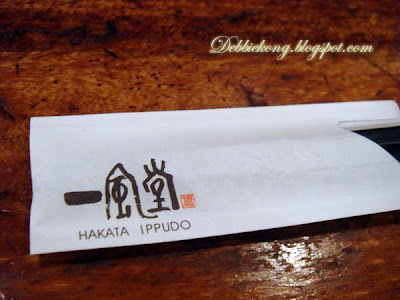 Debbiekong.blogspot.com
一風堂
HAKATA IPPUDO